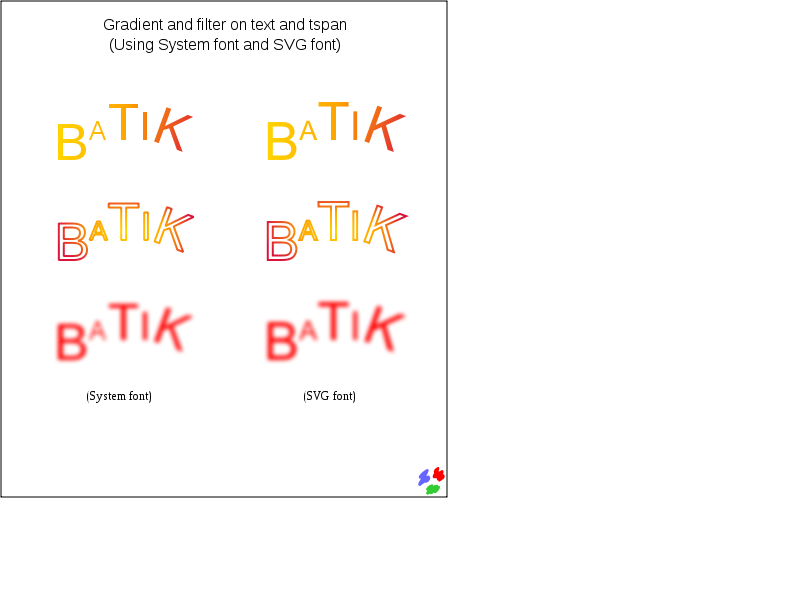 Gradient and filter on text and tspan
(Using System font and SVG font)
BATIK BATIK
BATIK BATIK
BATIK BATIK
(System font) (SVG font)